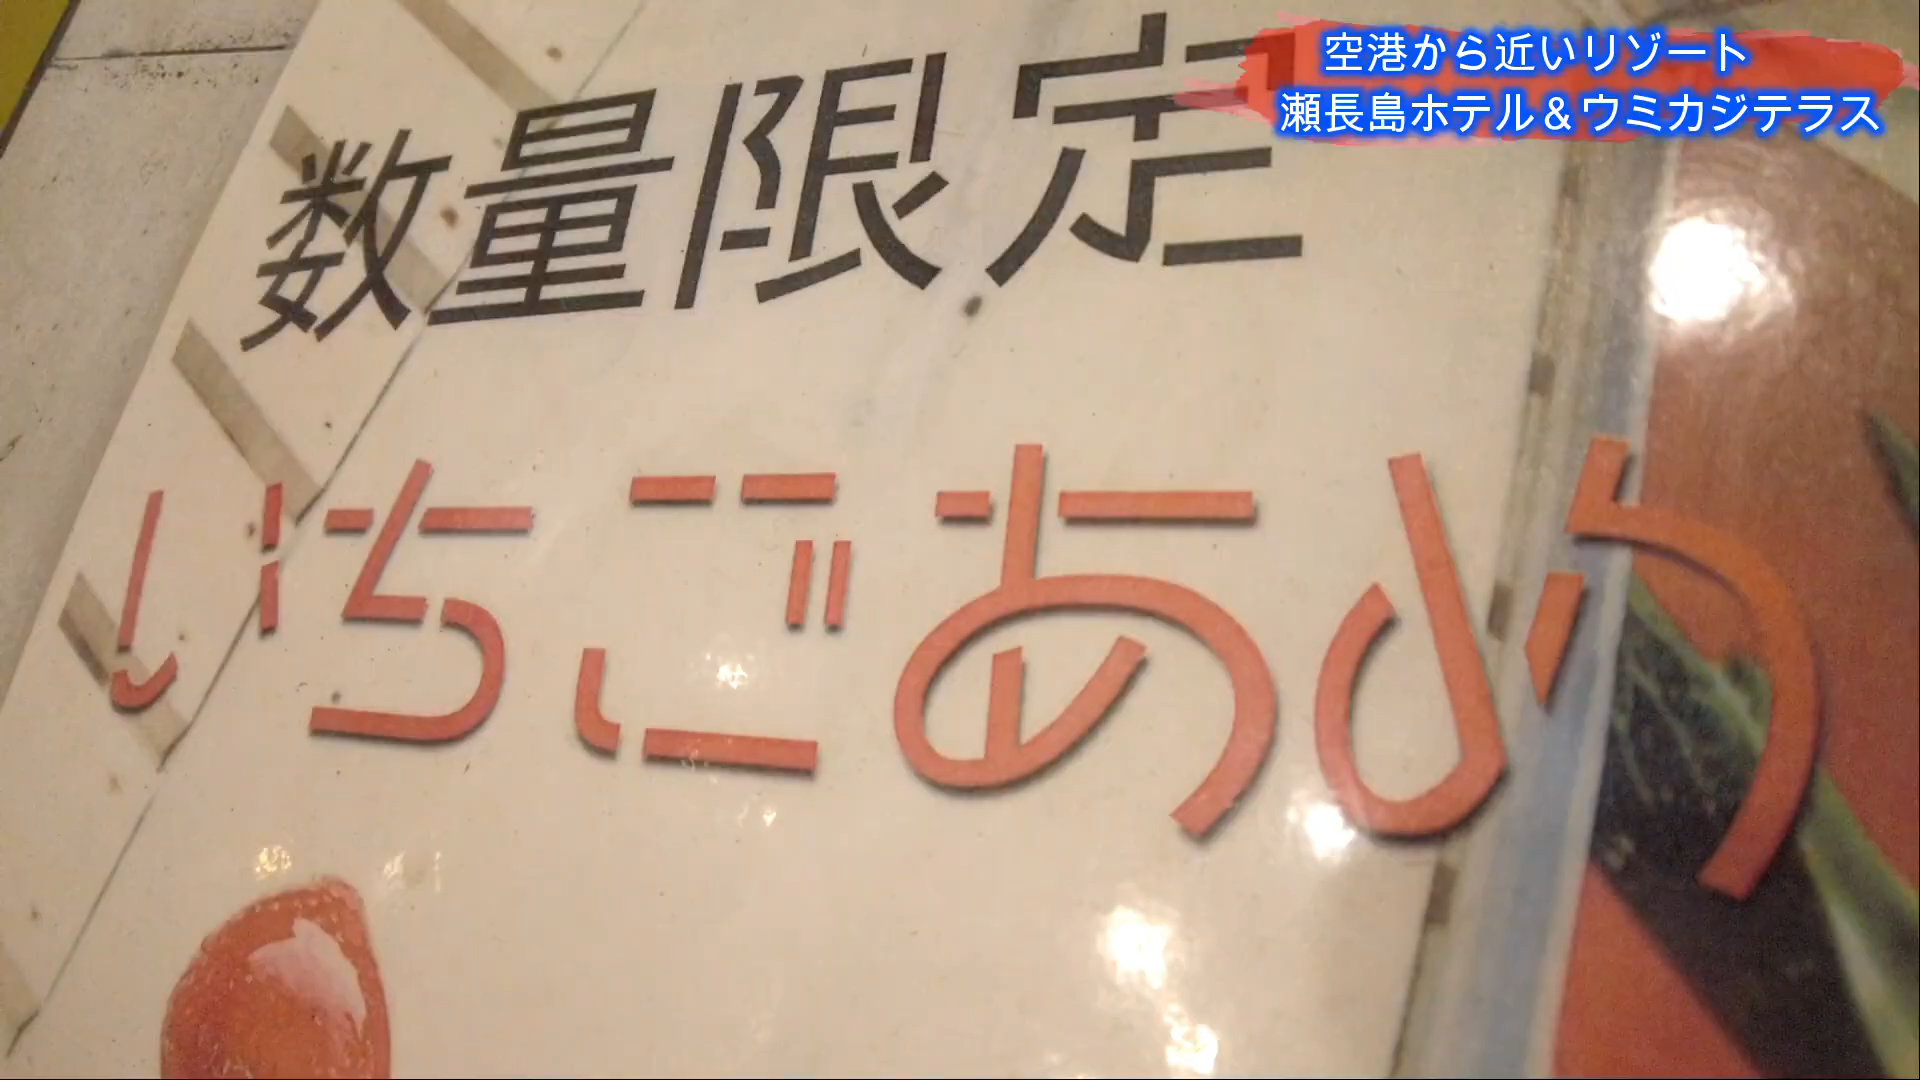 空港から近いリゾート
瀬長島ホテル＆ウミカジテラス
数量限定
いちごあめ